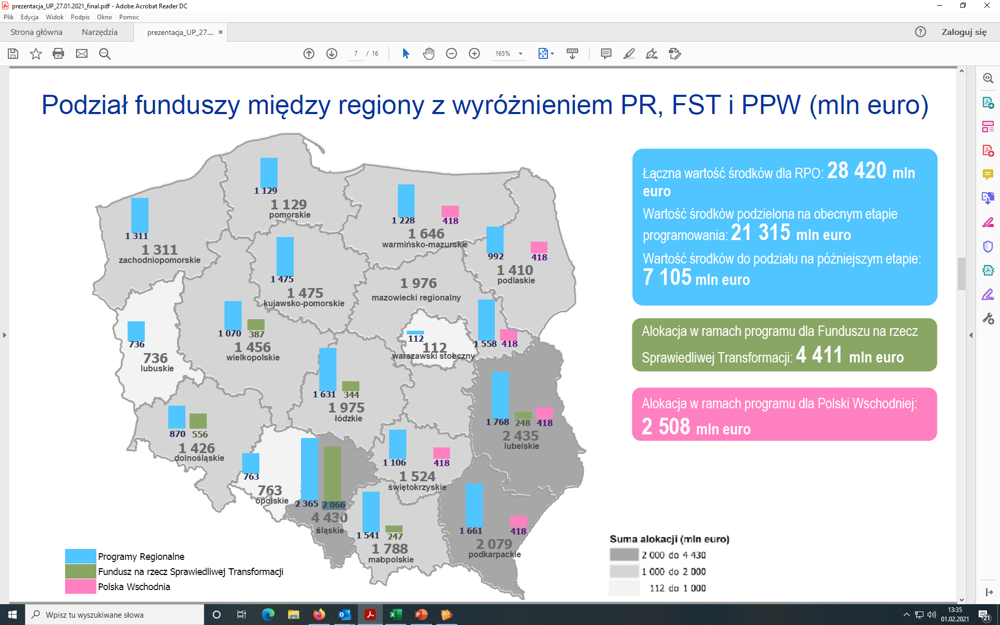 prezentacja_UP_27.01.2021_final.pdf - Adobe Acrobat Reader DC
Plik Edycja Widok Podpis Okno Pomoc
Strona główna Narzędzia prezentacja_UP_27.... × Zaloguj się
7 / 16 165%
Podział funduszy między regiony z wyróżnieniem PR, FST i PPW (mln euro)
1 129
1 129
pomorskie
1 311
1 311
zachodniopomorskie
1 228 418
1 646
warmińsko-mazurskie
992 418
1 410
podlaskie
1 475
1 475
kujawsko-pomorskie
1 976
mazowiecki regionalny
1 558 418
112
112
warszawski stołeczny
736
736
lubuskie
1 070 387
1 456
wielkopolskie
1 631 344
1 975
łódzkie
1 768 248 418
2 435
lubelskie
870 556
1 426
dolnośląskie
763
763
opolskie
2 365 2 066
4 430
śląskie
1 106 418
1 524
świętokrzyskie
1 541 247
1 788
małopolskie
1 661 418
2 079
podkarpackie
Łączna wartość środków dla RPO: 28 420 mln
euro
Wartość środków podzielona na obecnym etapie
programowania: 21 315 mln euro
Wartość środków do podziału na późniejszym etapie:
7 105 mln euro
Alokacja w ramach programu dla Funduszu na rzecz
Sprawiedliwej Transformacji: 4 411 mln euro
Alokacja w ramach programu dla Polski Wschodniej:
2 508 mln euro
Programy Regionalne
Fundusz na rzecz Sprawiedliwej Transformacji
Polska Wschodnia
Suma alokacji (mln euro)
2 000 do 4 430
1 000 do 2 000
112 do 1 000
Wpisz tu wyszukiwane słowa
13:35
01.02.2021
21